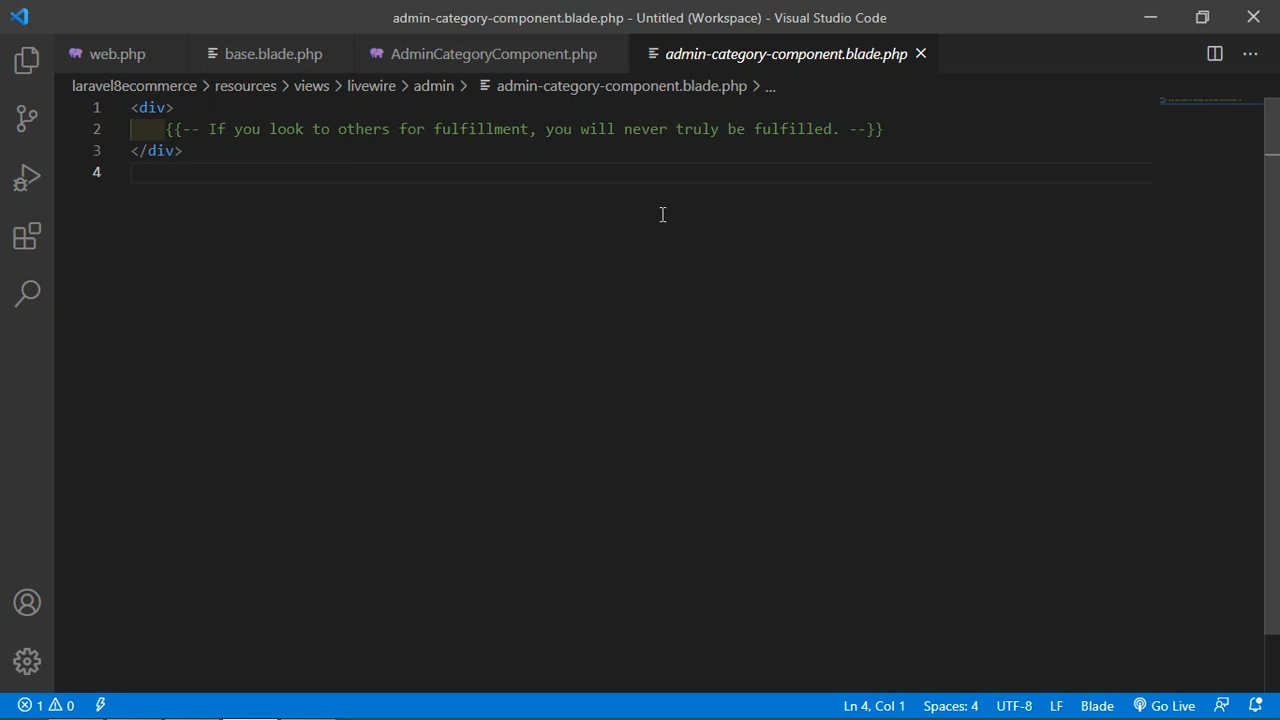 admin-category-component.blade.php - Untitled (Workspace) - Visual Studio Code
web.php base.blade.php AdminCategoryComponent.php admin-category-component.blade.php
laravel8ecommerce > resources > views > livewire > admin > admin-category-component.blade.php > ...
1 <div>
2 {{-- If you look to others for fulfillment, you will never truly be fulfilled. --}}
3 </div>
4
1 0 Ln 4, Col 1 Spaces: 4 UTF-8 LF Blade Go Live